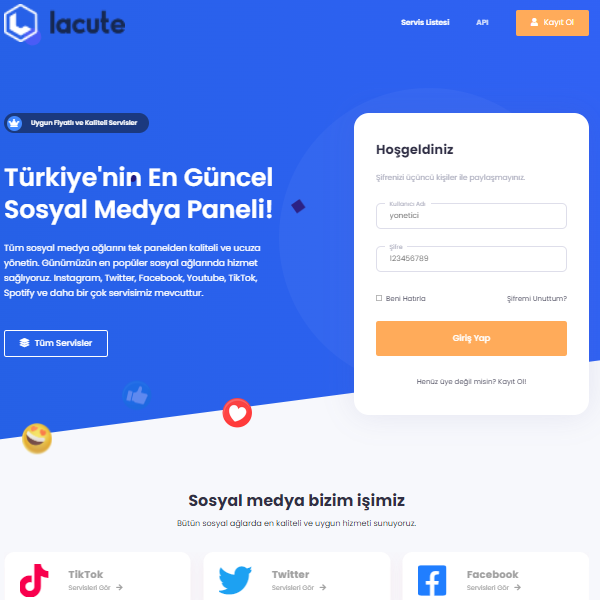 lacute
Servis Listesi
API
Kayıt Ol
Uygun Fiyatlı ve Kaliteli Servisler
Türkiye'nin En Güncel
Sosyal Medya Paneli!
Tüm sosyal medya ağlarını tek panelden kaliteli ve ucuza
yönetin. Günümüzün en popüler sosyal ağlarında hizmet
sağlıyoruz. Instagram, Twitter, Facebook, Youtube, TikTok,
Spotify ve daha bir çok servisimiz mevcuttur.
Tüm Servisler
Hoşgeldiniz
Şifrenizi üçüncü kişiler ile paylaşmayınız.
Kullanıcı Adı
yonetici
Şifre
123456789
Beni Hatırla
Şifremi Unuttum?
Giriş Yap
Henüz üye değil misin? Kayıt Ol!
Sosyal medya bizim işimiz
Bütün sosyal ağlarda en kaliteli ve uygun hizmeti sunuyoruz.
TikTok
Servisleri Gör
Twitter
Servisleri Gör
Facebook
Servisleri Gör